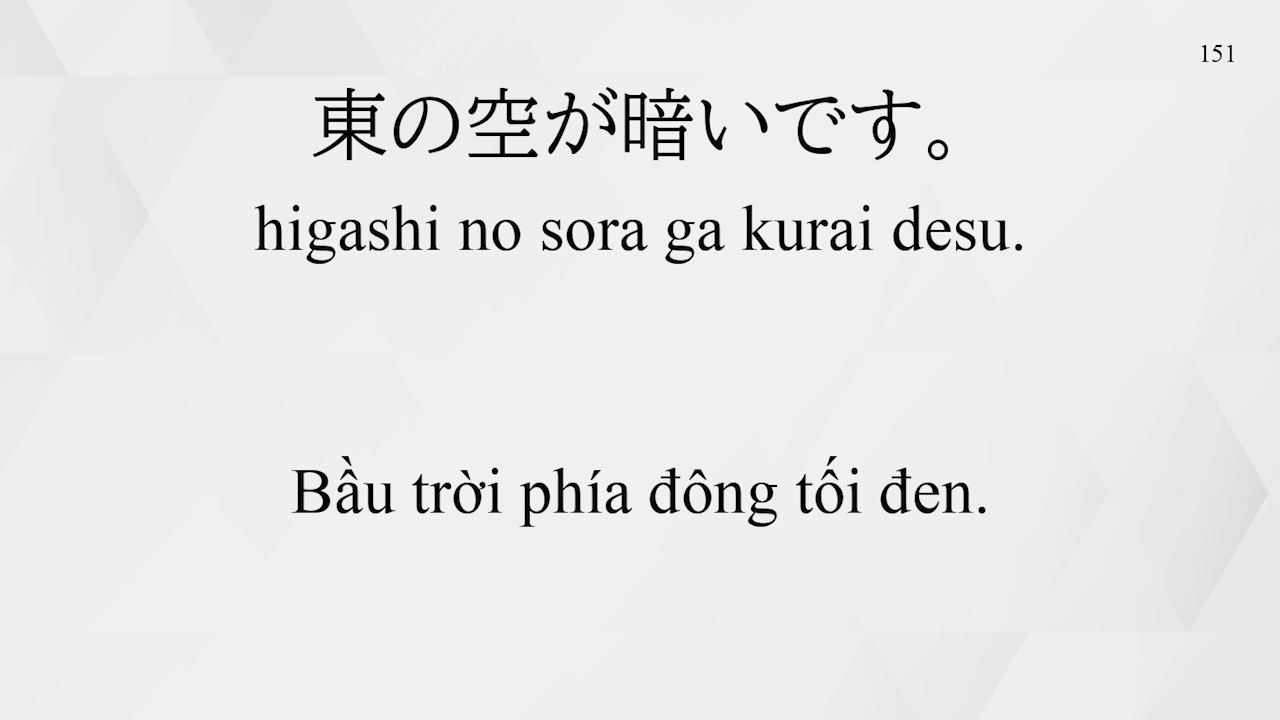 151
東の空が暗いです。
higashi no sora ga kurai desu.
Bầu trời phía đông tối đen.